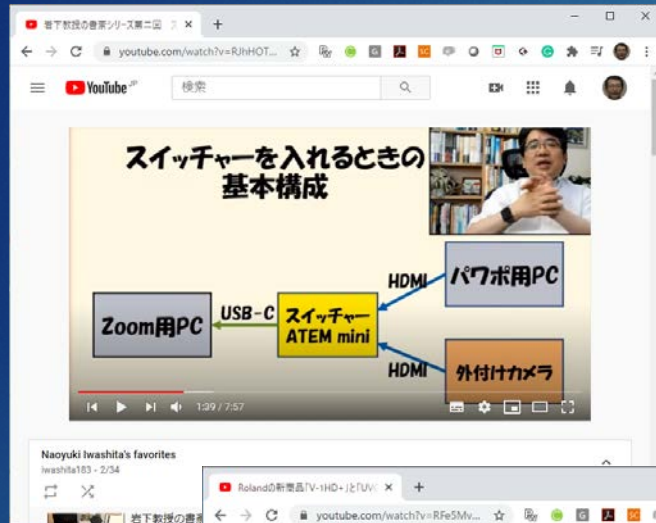 岩下教授の書斎シリーズ第二回 ス
youtube.com/watch?v=RJhHOT...
YouTube JP
検索
スイッチャーを入れるときの
基本構成
パワポ用PC
HDMI
Zoom用PC
USB-C
スイッチャー
ATEM mini
HDMI
外付けカメラ
1:39 / 7:57
Naoyuki Iwashita's favorites
iwashita183 - 2/34
岩下教授の書斎
Rolandの新商品「V-1HD+」と「UVC
youtube.com/watch?v=RFe5Mv...